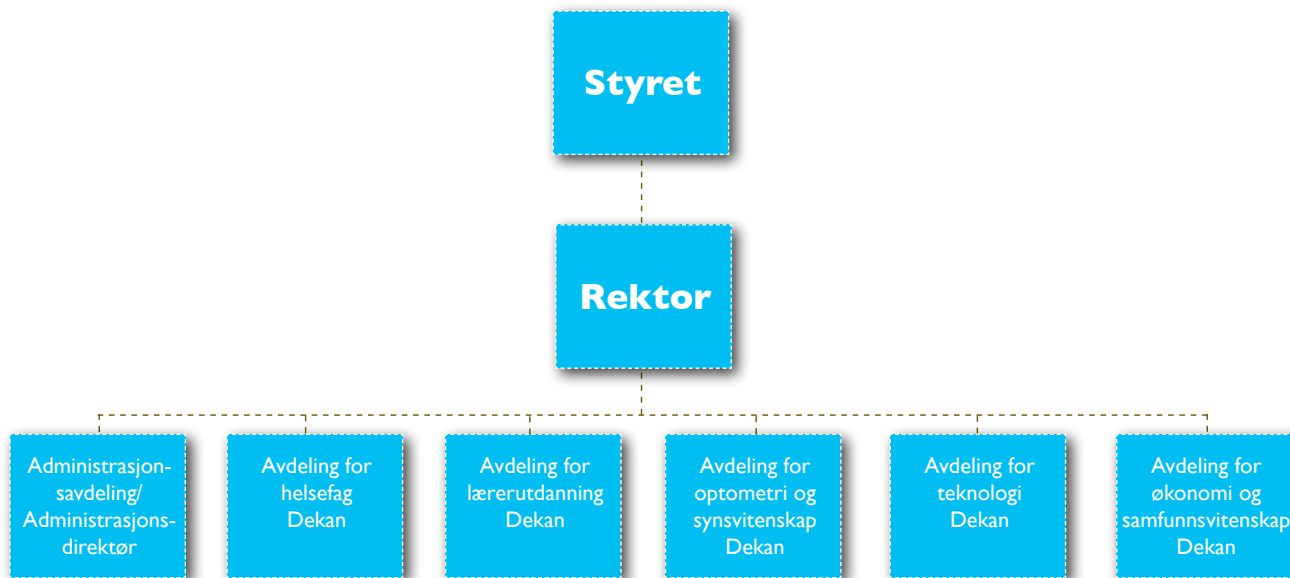 Styret
Rektor
Administrasjon-
savdeling/
Administrasjons-
direktør
Avdeling for
helsefag
Dekan
Avdeling for
lærerutdanning
Dekan
Avdeling for
optometri og
synsvitenskap
Dekan
Avdeling for
teknologi
Dekan
Avdeling for
økonomi og
samfunnsvitenskap
Dekan